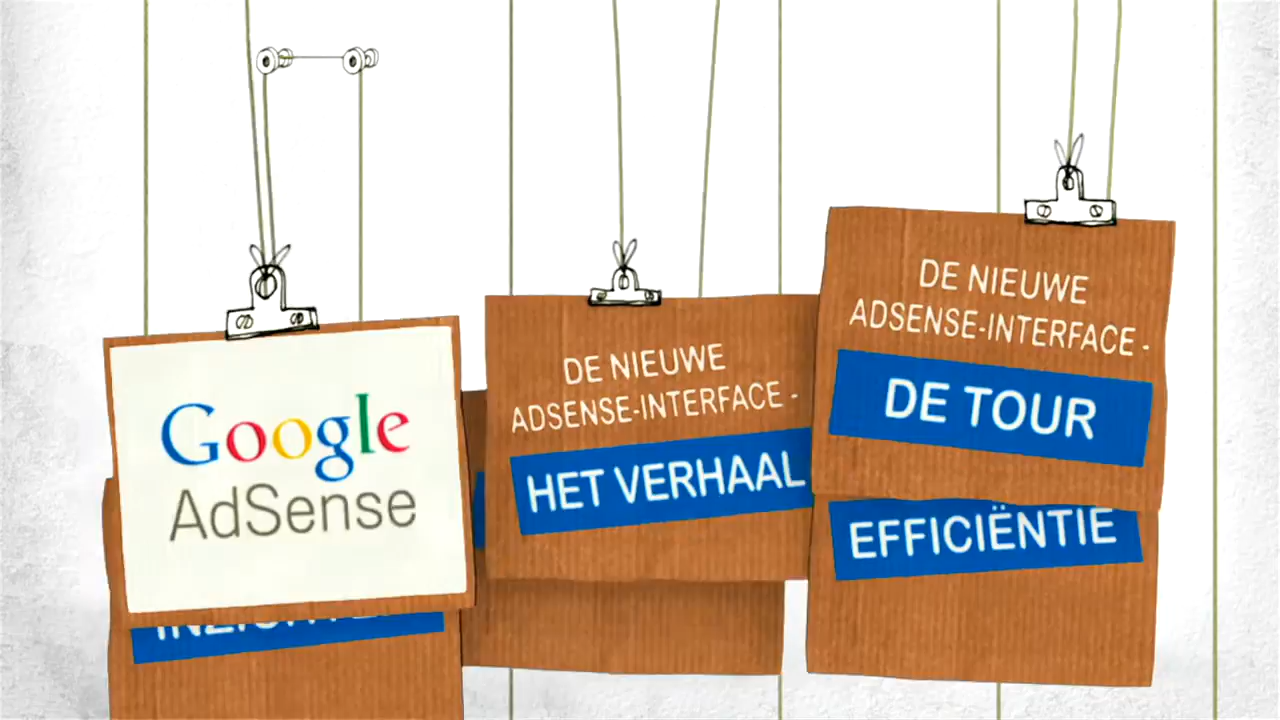 Google
AdSense
DE NIEUWE
ADSENSE-INTERFACE -
HET VERHAAL
DE NIEUWE
ADSENSE-INTERFACE -
DE TOUR
EFFICIËNTIE